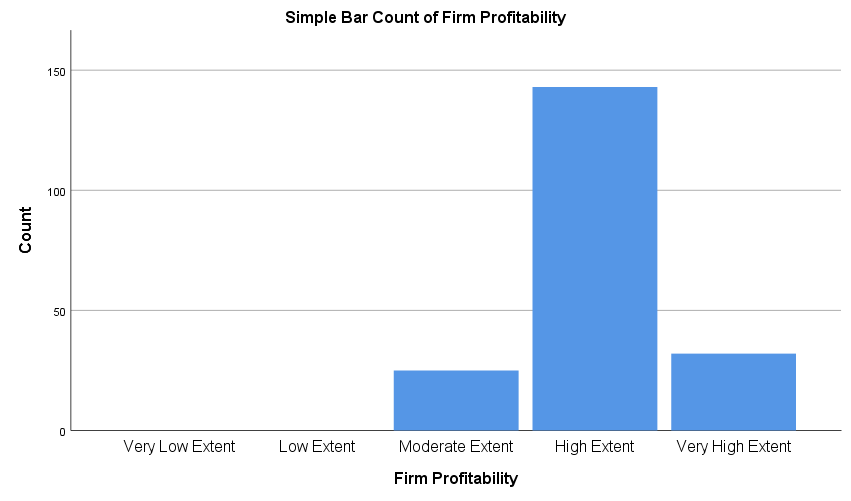 Simple Bar Count of Firm Profitability
150
100
50
0
Count
Very Low Extent
Low Extent
Moderate Extent
High Extent
Very High Extent
Firm Profitability